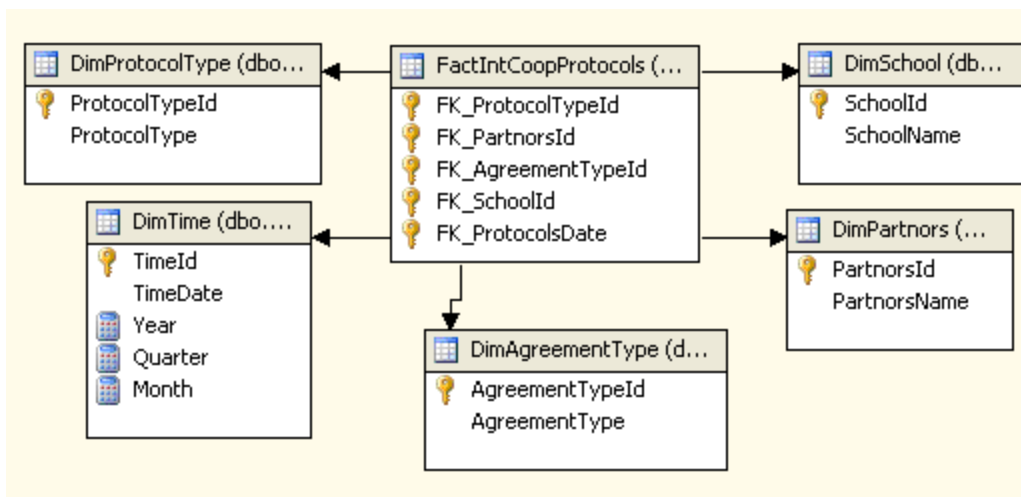 DimProtocolType (dbo...
ProtocolTypeId
ProtocolType
FactIntCoopProtocols (...
FK_ProtocolTypeId
FK_PartnorsId
FK_AgreementTypeId
FK_SchoolId
FK_ProtocolsDate
DimSchool (db...
SchoolId
SchoolName
DimTime (dbo....
TimeId
TimeDate
Year
Quarter
Month
DimPartnors (...
PartnorsId
PartnorsName
DimAgreementType (d...
AgreementTypeId
AgreementType